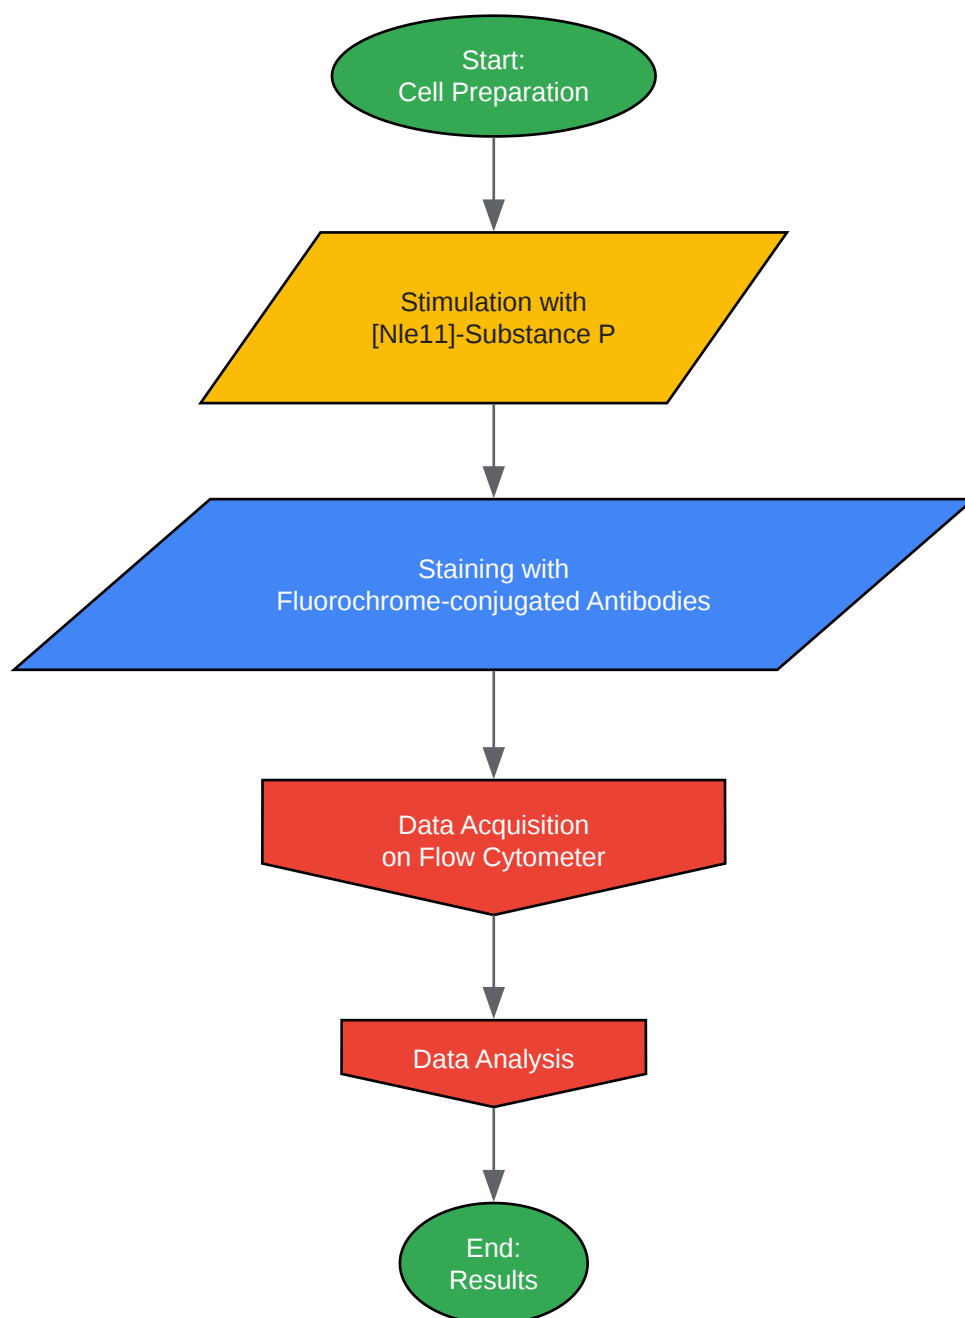 Start:
Cell Preparation
Stimulation with
[Nle11]-Substance P
Staining with
Fluorochrome-conjugated Antibodies
Data Acquisition
on Flow Cytometer
Data Analysis
End:
Results